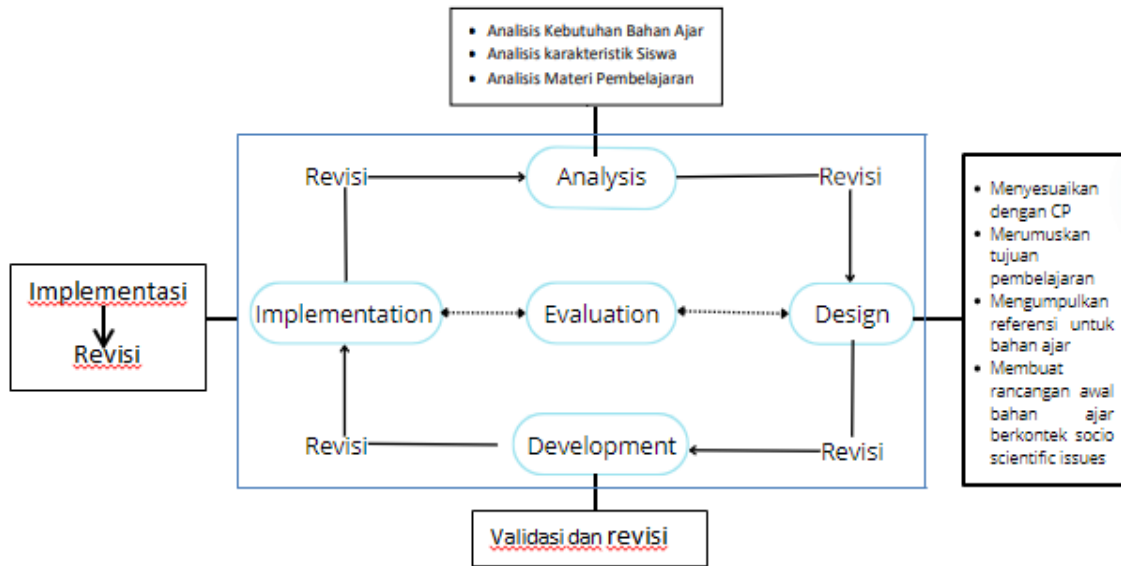 • Analisis Kebutuhan Bahan Ajar
• Analisis karakteristik Siswa
• Analisis Materi Pembelajaran
Revisi
Analysis
Revisi
Implementasi
Revisi
Implementation
Evaluation
Design
• Menyesuaikan
dengan CP
• Merumuskan
tujuan
pembelajaran
• Mengumpulkan
referensi untuk
bahan ajar
• Membuat
rancangan awal
bahan ajar
berkontek socio
scientific issues
Revisi
Development
Revisi
Validasi dan revisi